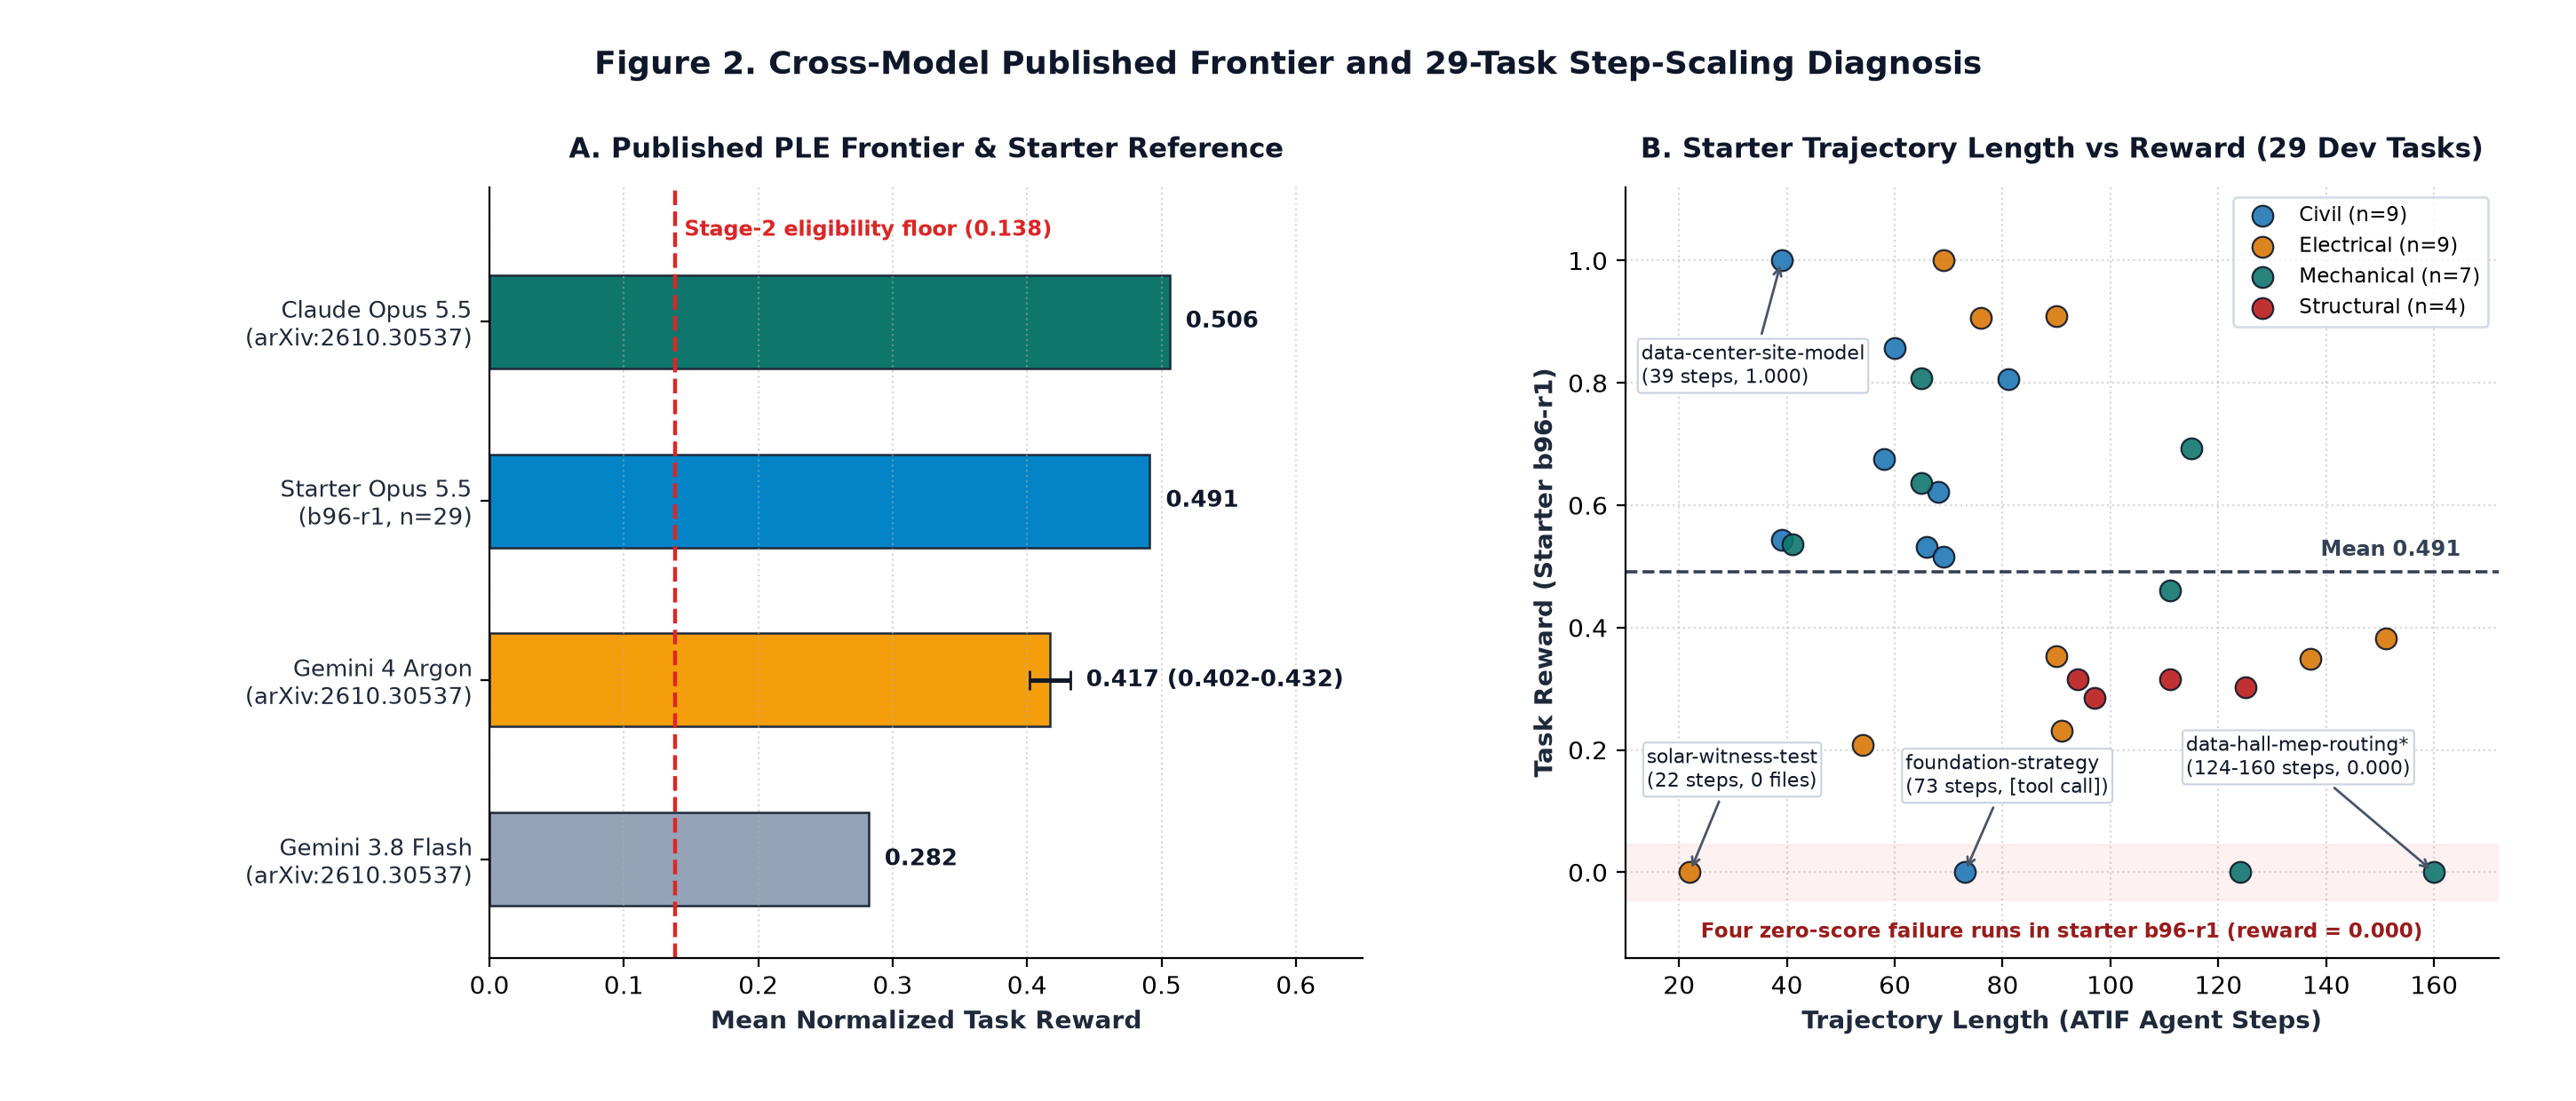 Figure 2. Cross-Model Published Frontier and 29-Task Step-Scaling Diagnosis
A. Published PLE Frontier & Starter Reference
Stage-2 eligibility floor (0.138)
Claude Opus 5.5
(arXiv:2610.30537)
0.506
Starter Opus 5.5
(b96-r1, n=29)
0.491
Gemini 4 Argon
(arXiv:2610.30537)
0.417 (0.402-0.432)
Gemini 3.8 Flash
(arXiv:2610.30537)
0.282
0.0 0.1 0.2 0.3 0.4 0.5 0.6
Mean Normalized Task Reward
B. Starter Trajectory Length vs Reward (29 Dev Tasks)
Task Reward (Starter b96-r1)
1.0
0.8
0.6
0.4
0.2
0.0
Civil (n=9)
Electrical (n=9)
Mechanical (n=7)
Structural (n=4)
data-center-site-model
(39 steps, 1.000)
Mean 0.491
solar-witness-test
(22 steps, 0 files)
foundation-strategy
(73 steps, [tool call])
data-hall-mep-routing*
(124-160 steps, 0.000)
Four zero-score failure runs in starter b96-r1 (reward = 0.000)
20 40 60 80 100 120 140 160
Trajectory Length (ATIF Agent Steps)